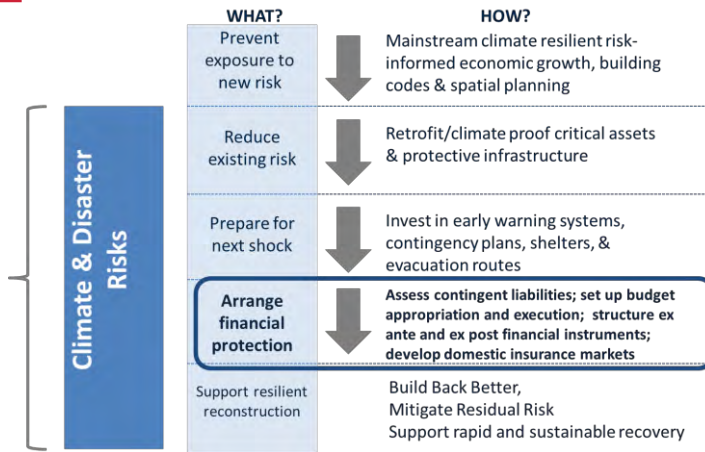 WHAT?
HOW?
Prevent
exposure to
new risk
Mainstream climate resilient risk-
informed economic growth, building
codes & spatial planning
Climate & Disaster
Risks
Reduce
existing risk
Retrofit/climate proof critical assets
& protective infrastructure
Prepare for
next shock
Invest in early warning systems,
contingency plans, shelters, &
evacuation routes
Arrange
financial
protection
Assess contingent liabilities; set up budget
appropriation and execution; structure ex
ante and ex post financial instruments;
develop domestic insurance markets
Support resilient
reconstruction
Build Back Better,
Mitigate Residual Risk
Support rapid and sustainable recovery